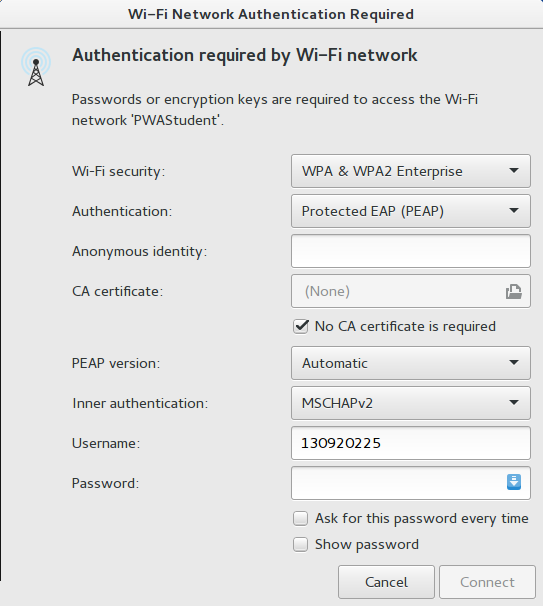 Wi-Fi Network Authentication Required
Authentication required by Wi-Fi network
Passwords or encryption keys are required to access the Wi-Fi
network 'PWAStudent'.
Wi-Fi security: WPA & WPA2 Enterprise
Authentication: Protected EAP (PEAP)
Anonymous identity:
CA certificate: (None)
No CA certificate is required
PEAP version: Automatic
Inner authentication: MSCHAPv2
Username: 130920225
Password:
Ask for this password every time
Show password
Cancel Connect